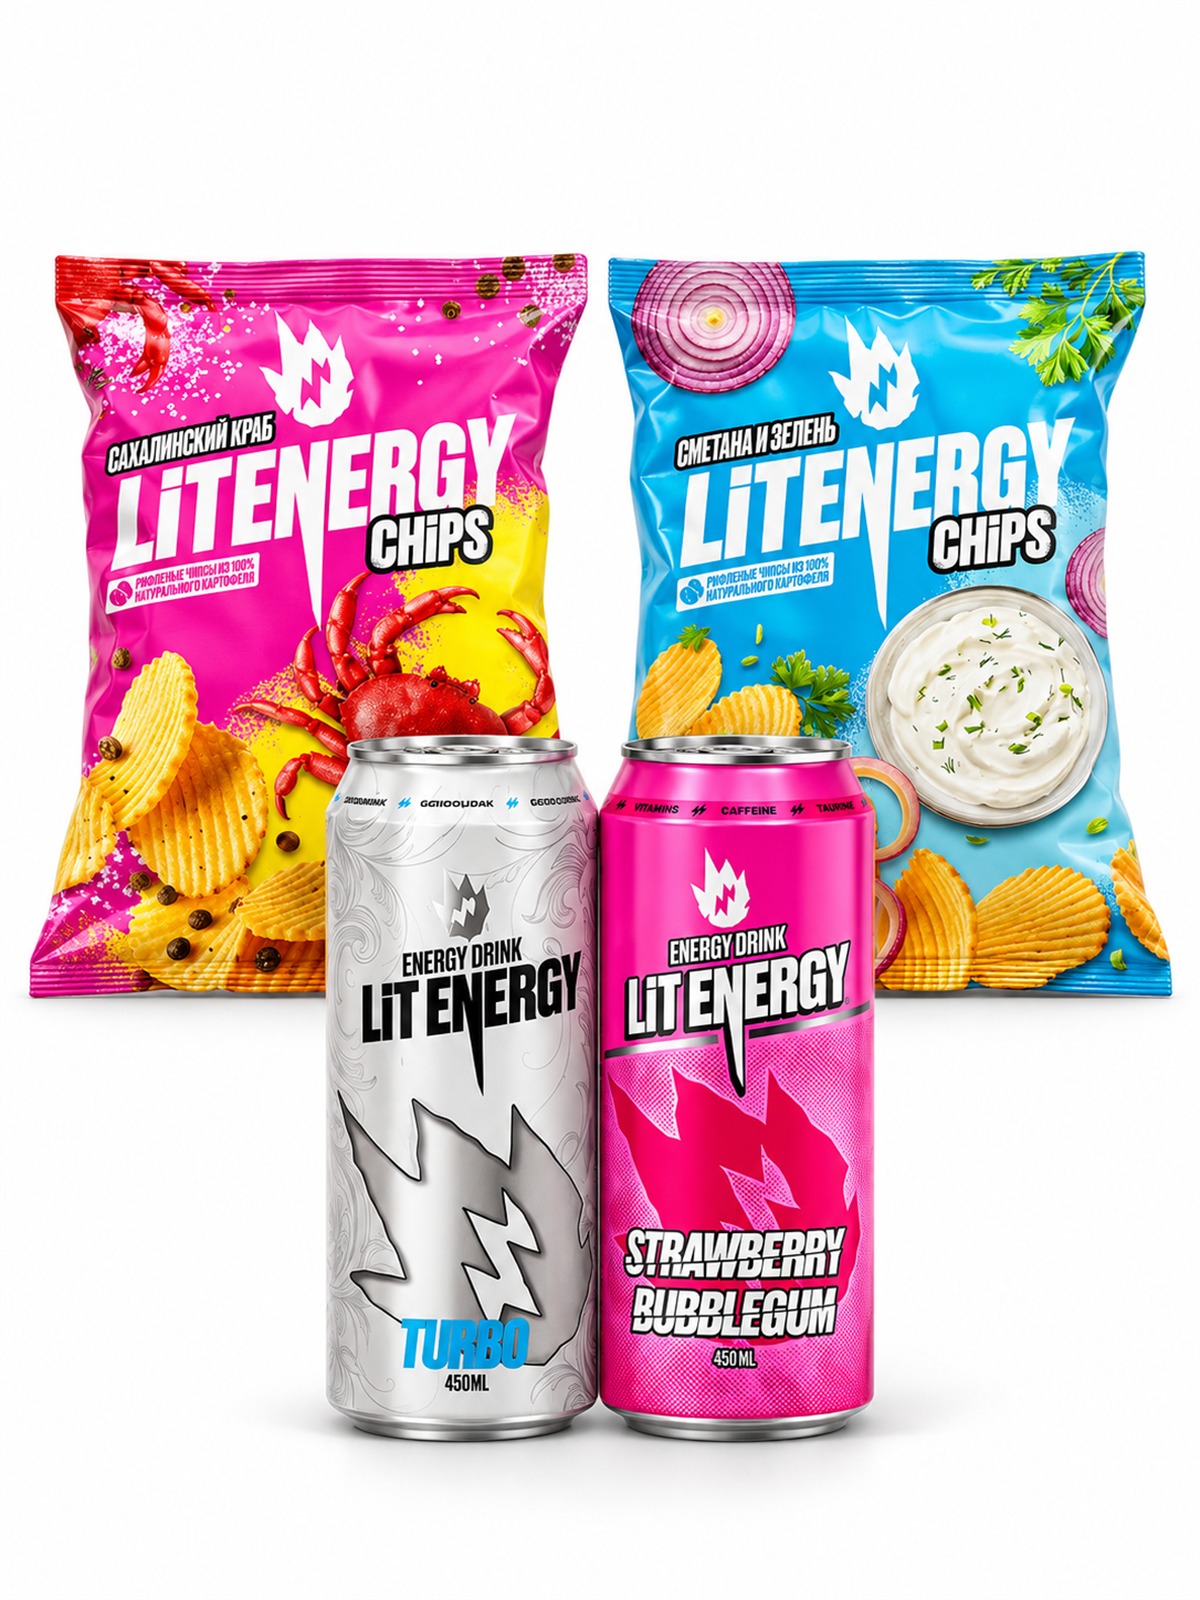 САХАЛИНСКИЙ КРАБ
LiTENERGY
CHiPS
РИФЛЕНЫЕ ЧИПСЫ ИЗ 100%
НАТУРАЛЬНОГО КАРТОФЕЛЯ
СМЕТАНА И ЗЕЛЕНЬ
LiTENERGY
CHiPS
РИФЛЕНЫЕ ЧИПСЫ ИЗ 100%
НАТУРАЛЬНОГО КАРТОФЕЛЯ
ENERGY DRINK
LiT ENERGY
TURBO
450ML
VITAMINS CAFFEINE TAURINE
ENERGY DRINK
LiT ENERGY
STRAWBERRY
BUBBLEGUM
450 ML